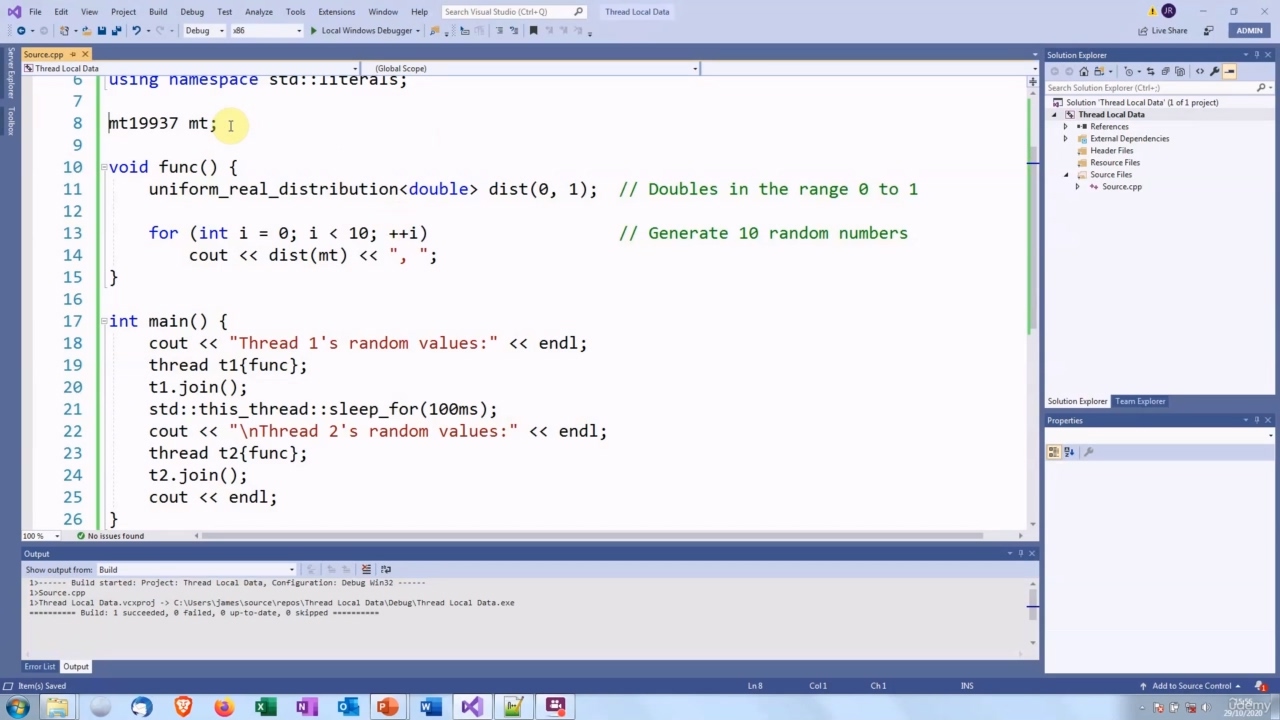 File Edit View Project Build Debug Test Analyze Tools Extensions Window Help Search Visual Studio (Ctrl+Q) Thread Local Data JR
Debug x86 Local Windows Debugger Live Share ADMIN
Server Explorer
Toolbox
Source.cpp
Thread Local Data (Global Scope)
6 using namespace std::literals;
7
8 mt19937 mt;
9
10 void func() {
11 uniform_real_distribution<double> dist(0, 1); // Doubles in the range 0 to 1
12
13 for (int i = 0; i < 10; ++i) // Generate 10 random numbers
14 cout << dist(mt) << ", ";
15 }
16
17 int main() {
18 cout << "Thread 1's random values:" << endl;
19 thread t1{func};
20 t1.join();
21 std::this_thread::sleep_for(100ms);
22 cout << "\nThread 2's random values:" << endl;
23 thread t2{func};
24 t2.join();
25 cout << endl;
26 }
100 % No issues found
Output
Show output from: Build
1>------ Build started: Project: Thread Local Data, Configuration: Debug Win32 ------
1>Source.cpp
1>Thread Local Data.vcxproj -> C:\Users\james\source\repos\Thread Local Data\Debug\Thread Local Data.exe
========== Build: 1 succeeded, 0 failed, 0 up-to-date, 0 skipped ==========
Error List Output
Solution Explorer
Search Solution Explorer (Ctrl+;)
Solution 'Thread Local Data' (1 of 1 project)
Thread Local Data
References
External Dependencies
Header Files
Resource Files
Source Files
Source.cpp
Solution Explorer Team Explorer
Properties
Item(s) Saved Ln 8 Col 1 Ch 1 INS Add to Source Control 1
29/10/2020